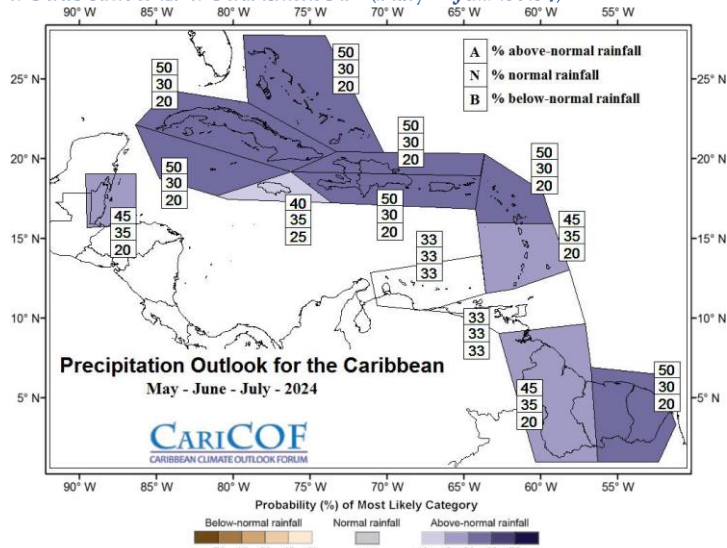 90° W 85° W 80° W 75° W 70° W 65° W 60° W 55° W
A % above-normal rainfall
N % normal rainfall
B % below-normal rainfall
25° N
20° N
15° N
10° N
5° N
50
30
20
50
30
20
50
30
20
50
30
20
50
30
20
50
30
20
40
35
25
45
35
20
45
35
20
33
33
33
33
33
33
45
35
20
50
30
20
Precipitation Outlook for the Caribbean
May - June - July - 2024
CARICOF
CARIBBEAN CLIMATE OUTLOOK FORUM
90° W 85° W 80° W 75° W 70° W 65° W 60° W 55° W
Probability (%) of Most Likely Category
Below-normal rainfall Normal rainfall Above-normal rainfall